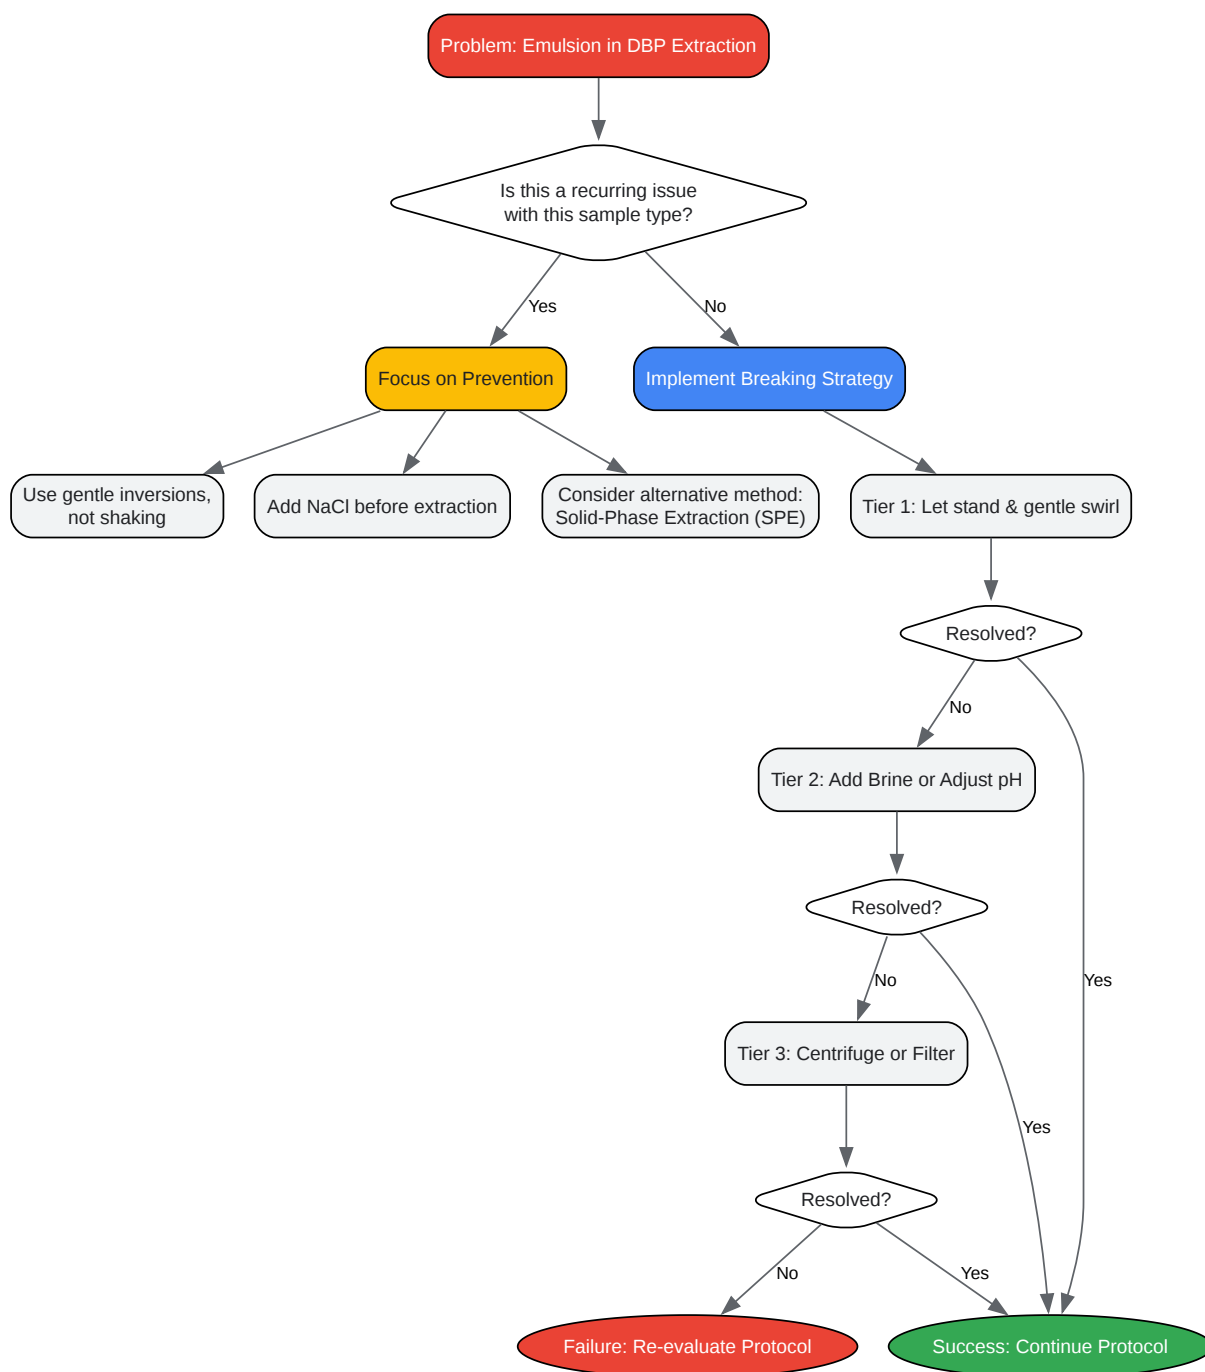 Problem: Emulsion in DBP Extraction
Is this a recurring issue
with this sample type?
Yes
No
Focus on Prevention
Implement Breaking Strategy
Use gentle inversions,
not shaking
Add NaCl before extraction
Consider alternative method:
Solid-Phase Extraction (SPE)
Tier 1: Let stand & gentle swirl
Resolved?
No
Tier 2: Add Brine or Adjust pH
Resolved?
No
Yes
Tier 3: Centrifuge or Filter
Yes
Resolved?
No
Yes
Failure: Re-evaluate Protocol
Success: Continue Protocol